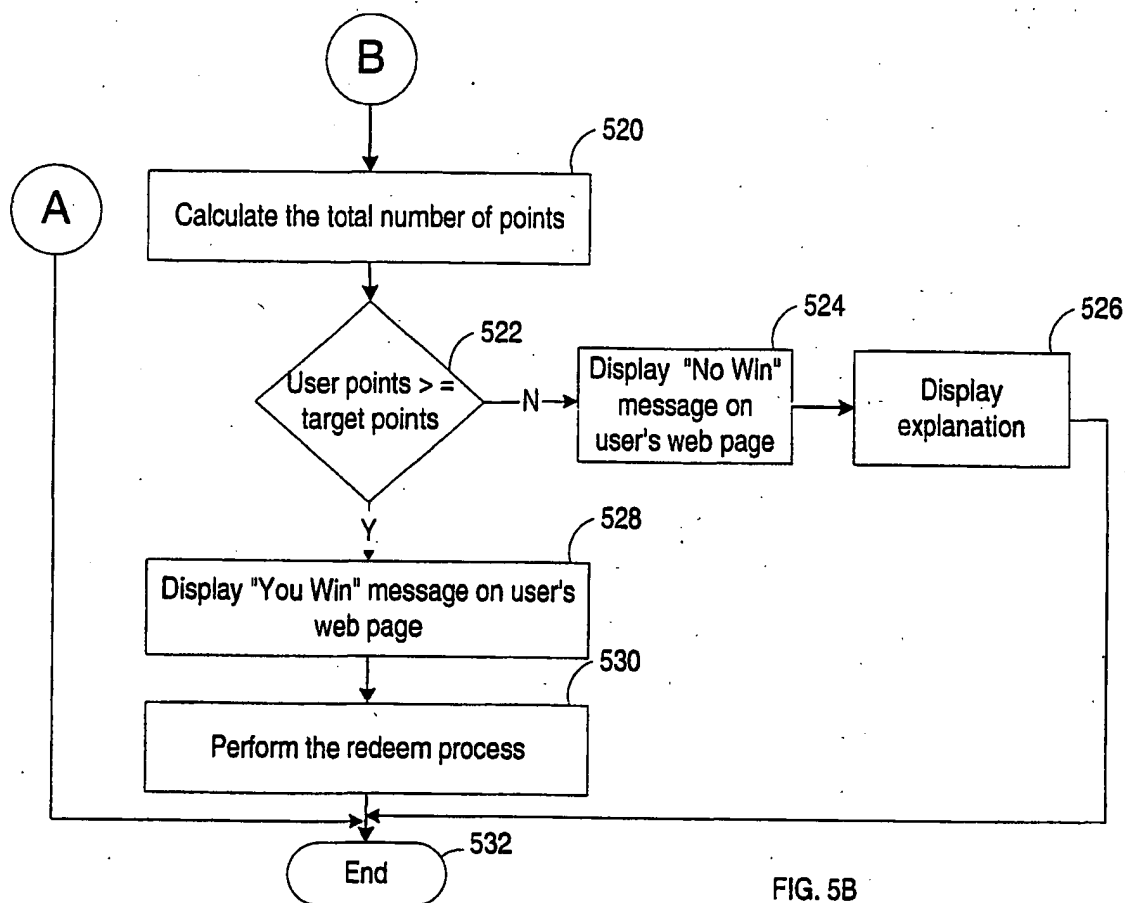 B
520
A
Calculate the total number of points
522
User points > =
target points
N
524
Display "No Win"
message on
user's web page
526
Display
explanation
Y
528
Display "You Win" message on user's
web page
530
Perform the redeem process
532
End
FIG. 5B